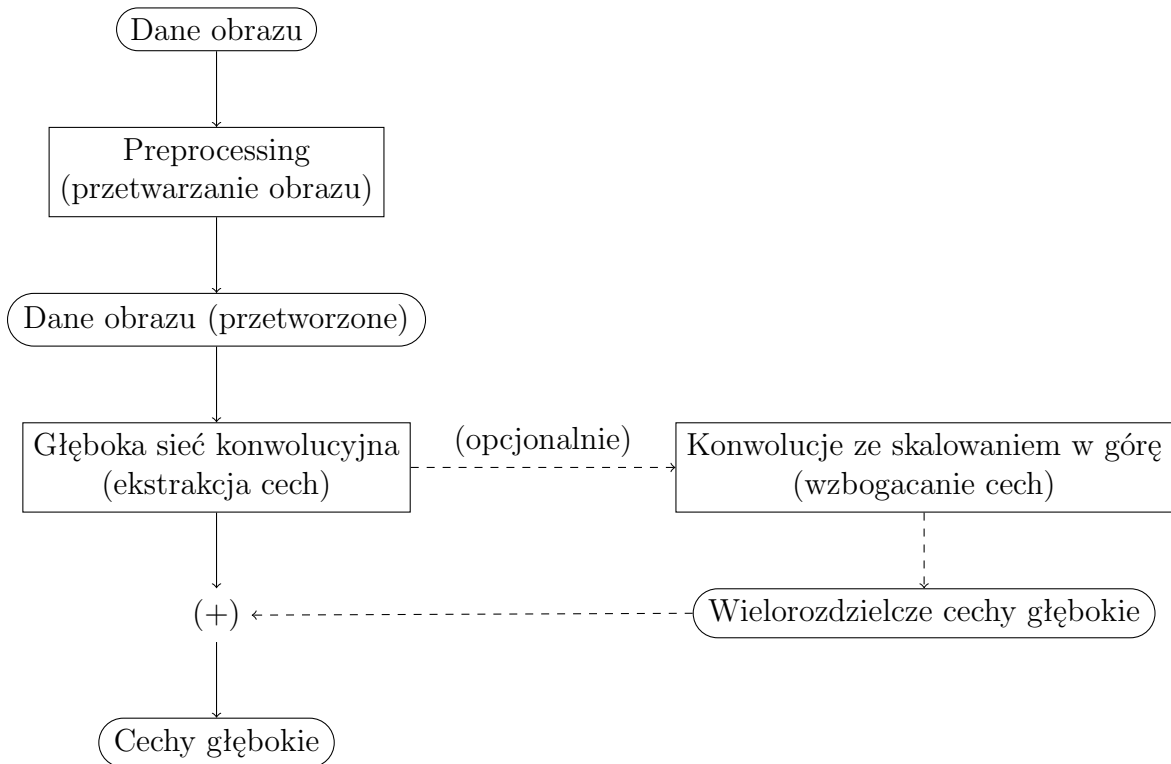 Dane obrazu
Preprocessing
(przetwarzanie obrazu)
Dane obrazu (przetworzone)
Głęboka sieć konwolucyjna
(ekstrakcja cech)
(opcjonalnie)
Konwolucje ze skalowaniem w górę
(wzbogacanie cech)
(+)
Wielorozdzielcze cechy głębokie
Cechy głębokie